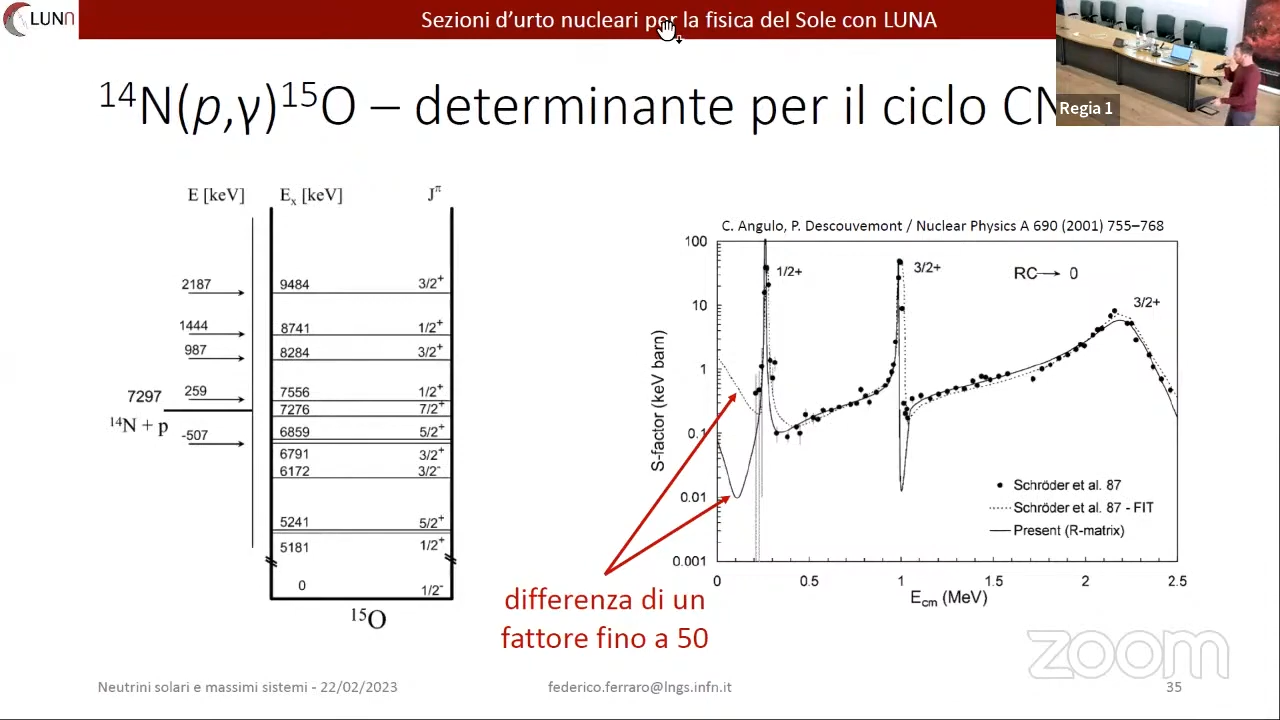 LUNA
Sezioni d'urto nucleari per la fisica del Sole con LUNA
Regia 1
¹⁴N(p,γ)¹⁵O – determinante per il ciclo CN
E [keV]
Eₓ [keV]
Jπ
2187
9484
3/2⁺
1444
8741
1/2⁺
987
8284
3/2⁺
259
7556
1/2⁺
7297
7276
7/2⁺
¹⁴N + p
-507
6859
5/2⁺
6791
3/2⁺
6172
3/2⁻
5241
5/2⁺
5181
1/2⁺
0
1/2⁻
¹⁵O
C. Angulo, P. Descouvemont / Nuclear Physics A 690 (2001) 755–768
S-factor (keV barn)
100
10
1
0.1
0.01
0.001
1/2+
3/2+
RC→ 0
3/2+
Schröder et al. 87
Schröder et al. 87 - FIT
Present (R-matrix)
0
0.5
1
1.5
2
2.5
Ecm (MeV)
differenza di un
fattore fino a 50
zoom
Neutrini solari e massimi sistemi - 22/02/2023
federico.ferraro@lngs.infn.it
35